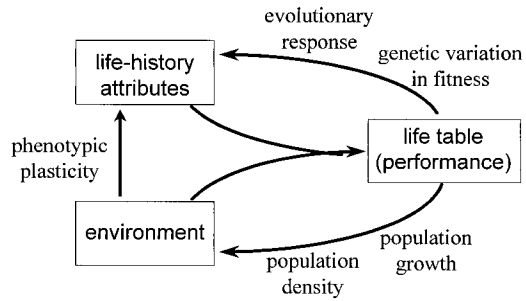 evolutionary
response
genetic variation
in fitness
life-history
attributes
life table
(performance)
phenotypic
plasticity
environment
population
growth
population
density